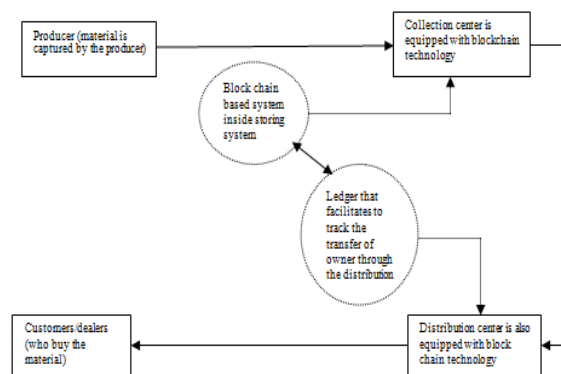 Producer (material is
captured by the producer)
Collection center is
equipped with blockchain
technology
Block chain
based system
inside storing
system
Ledger that
facilitates to
track the
transfer of
owner through
the distribution
Customers/dealers
(who buy the
material)
Distribution center is also
equipped with block
chain technology